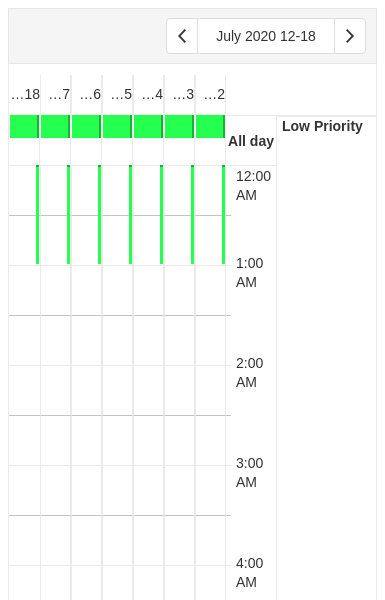 July 2020 12-18
...18 ...7 ...6 ...5 ...4 ...3 ...2
Low Priority
All day
12:00
AM
1:00
AM
2:00
AM
3:00
AM
4:00
AM